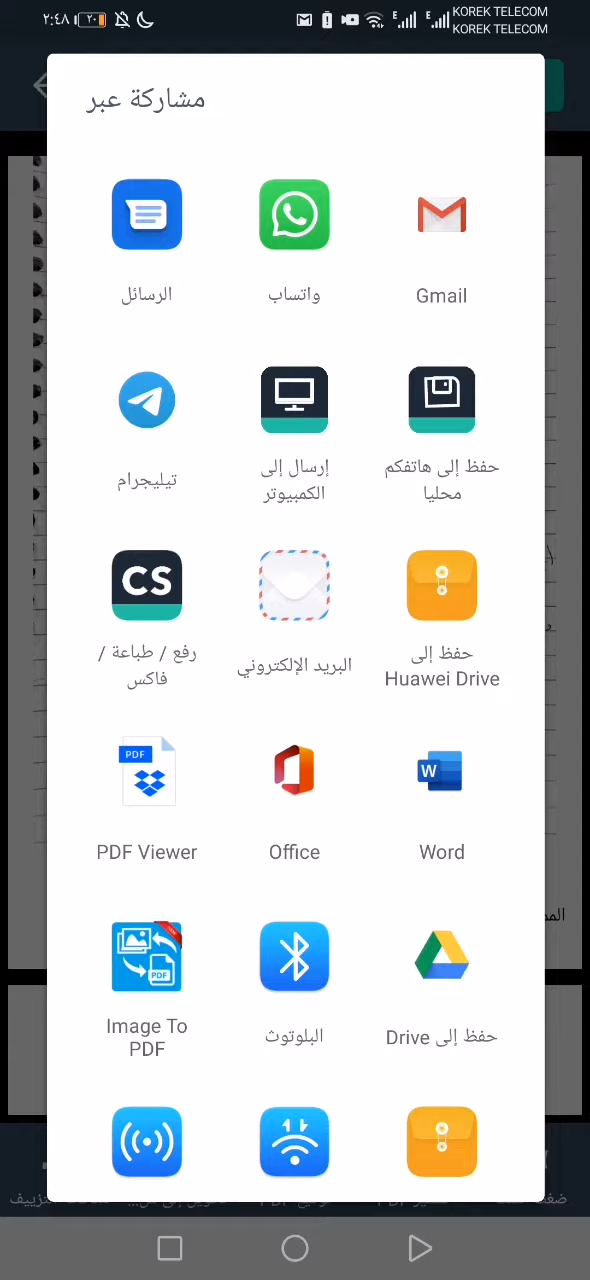 ٢:٤٨
٢٠
KOREK TELECOM
KOREK TELECOM
مشاركة عبر
Gmail
واتساب
الرسائل
حفظ إلى هاتفكم
محليا
إرسال إلى
الكمبيوتر
تيليجرام
CS
حفظ إلى
Huawei Drive
البريد الإلكتروني
رفع / طباعة /
فاكس
W
PDF
Word
Office
PDF Viewer
المم
PDF
حفظ إلى Drive
البلوتوث
Image To
PDF